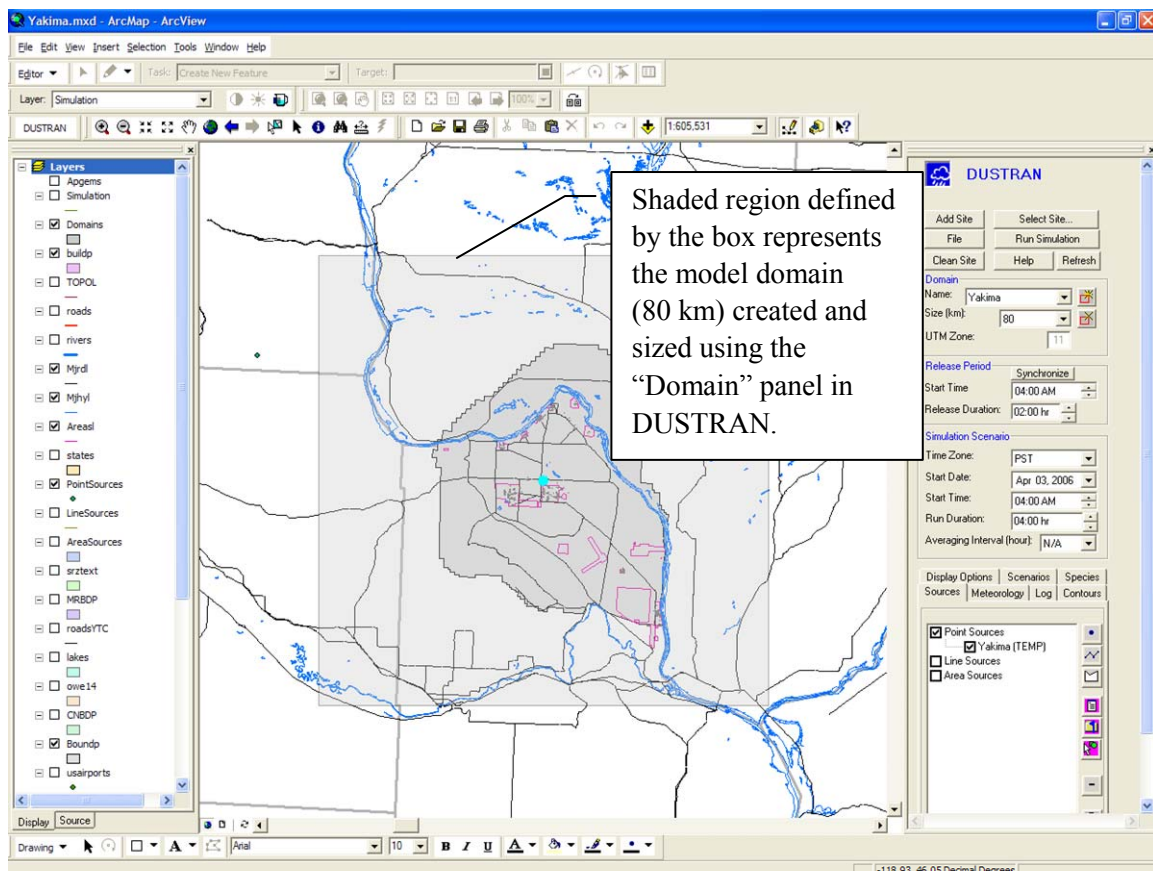 Yakima.mxd - ArcMap - ArcView
File Edit View Insert Selection Tools Window Help
Editor Task: Create New Feature Target:
Layer: Simulation 100%
DUSTRAN 1:605,531
Layers
Apgems
Simulation
Domains
buildp
TOPOL
roads
rivers
Mjrdl
Mjhyl
Areasl
states
PointSources
LineSources
AreaSources
srztext
MRBDP
roadsYTC
lakes
owe14
CNBDP
Boundp
usairports
Display Source
Shaded region defined
by the box represents
the model domain
(80 km) created and
sized using the
“Domain” panel in
DUSTRAN.
DUSTRAN
Add Site Select Site...
File Run Simulation
Clean Site Help Refresh
Domain
Name: Yakima
Size (km): 80
UTM Zone: 11
Release Period Synchronize
Start Time 04:00 AM
Release Duration: 02:00 hr
Simulation Scenario
Time Zone: PST
Start Date: Apr 03, 2006
Start Time: 04:00 AM
Run Duration: 04:00 hr
Averaging Interval (hour): N/A
Display Options Scenarios Species
Sources Meteorology Log Contours
Point Sources
Yakima (TEMP)
Line Sources
Area Sources
Drawing A Arial 10 B I U A
-118.93 46.05 Decimal Degrees